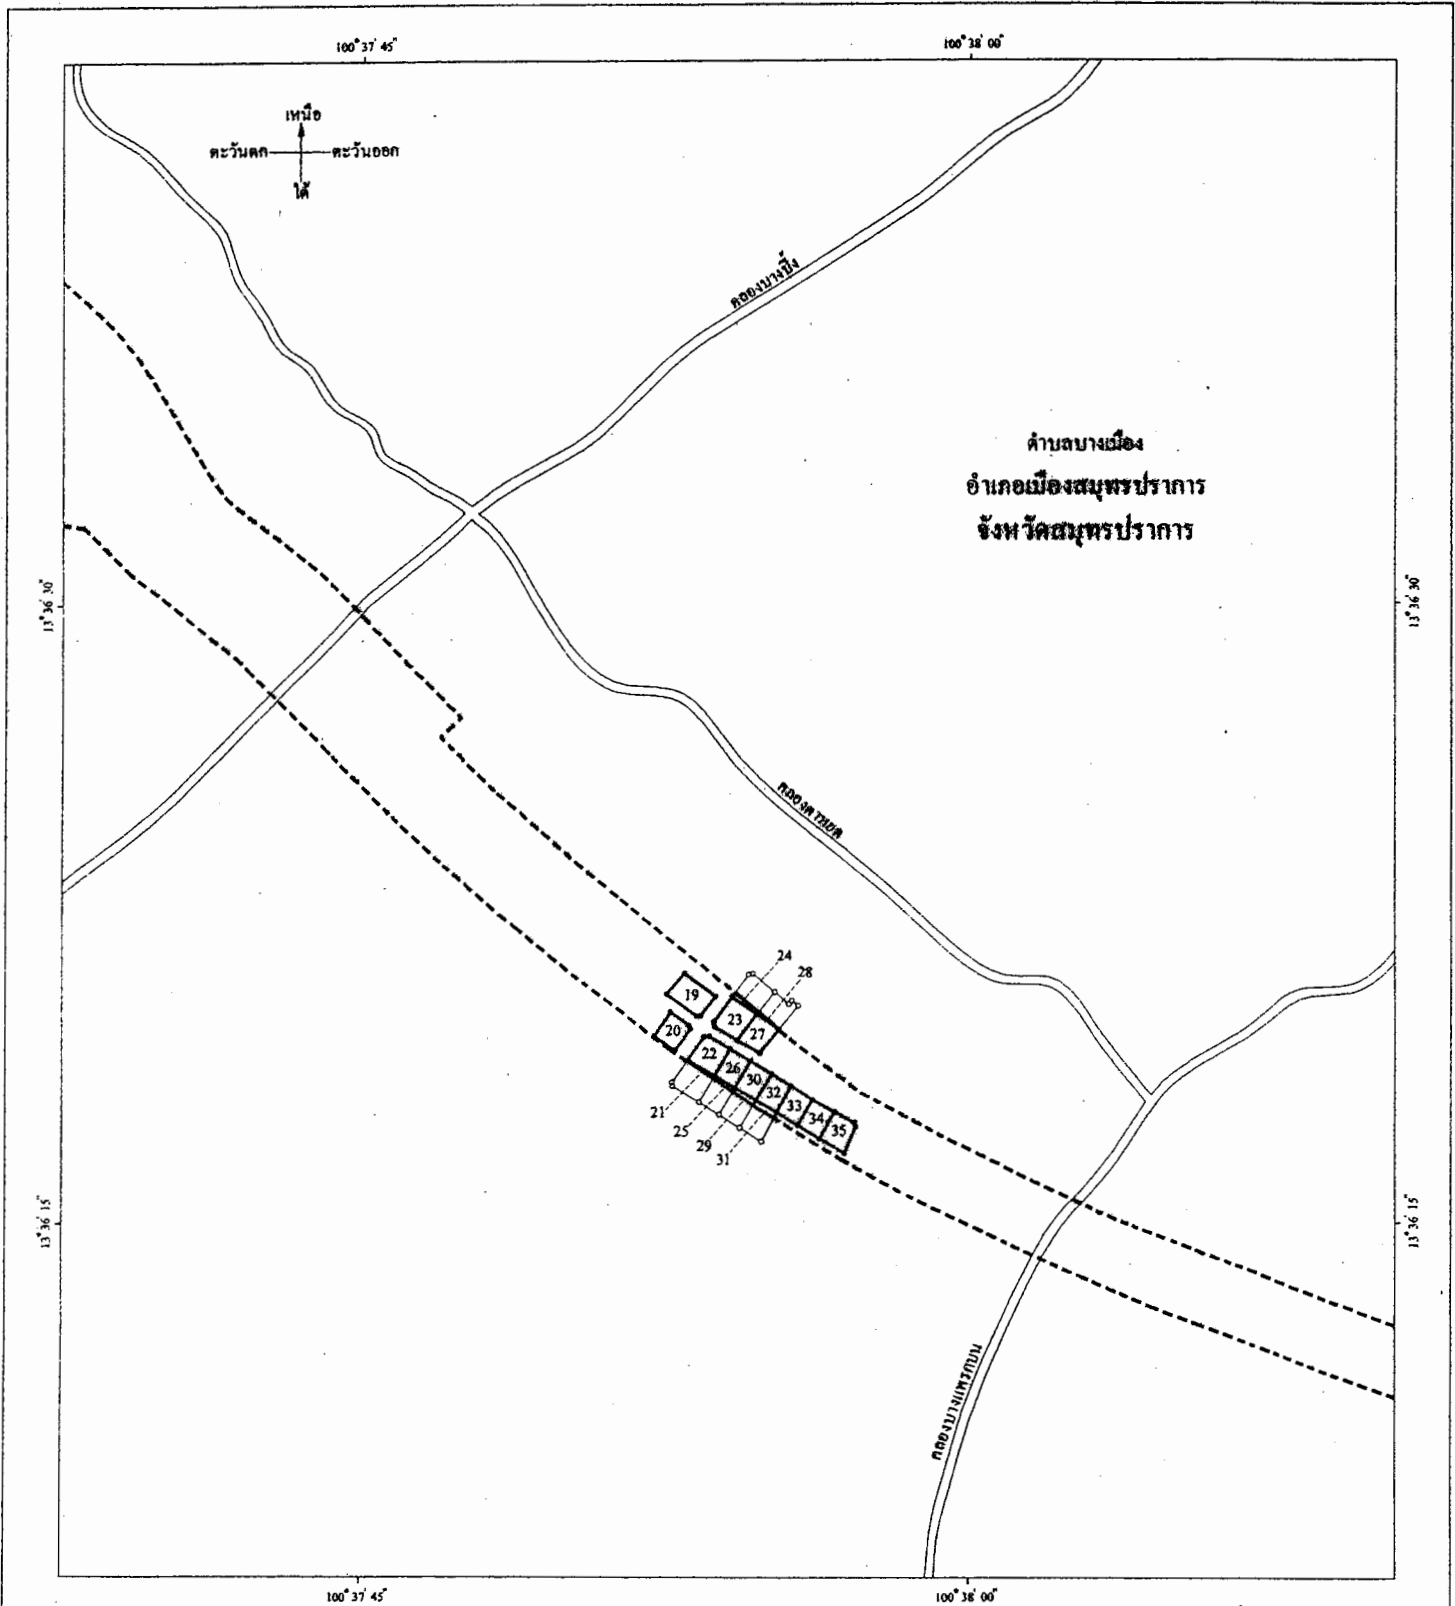 100° 37' 45"
100° 38' 00"
เหนือ
ตะวันตก
ตะวันออก
ใต้
คลองบางปิ้ง
ตำบลบางเมือง
อำเภอเมืองสมุทรปราการ
จังหวัดสมุทรปราการ
13° 36' 30"
13° 36' 30"
คลองตาหยด
24
28
19
23
20
27
22
26
30
32
33
34
35
21
25
29
31
13° 36' 15"
13° 36' 15"
คลองบางแพรกบน
100° 37' 45"
100° 38' 00"